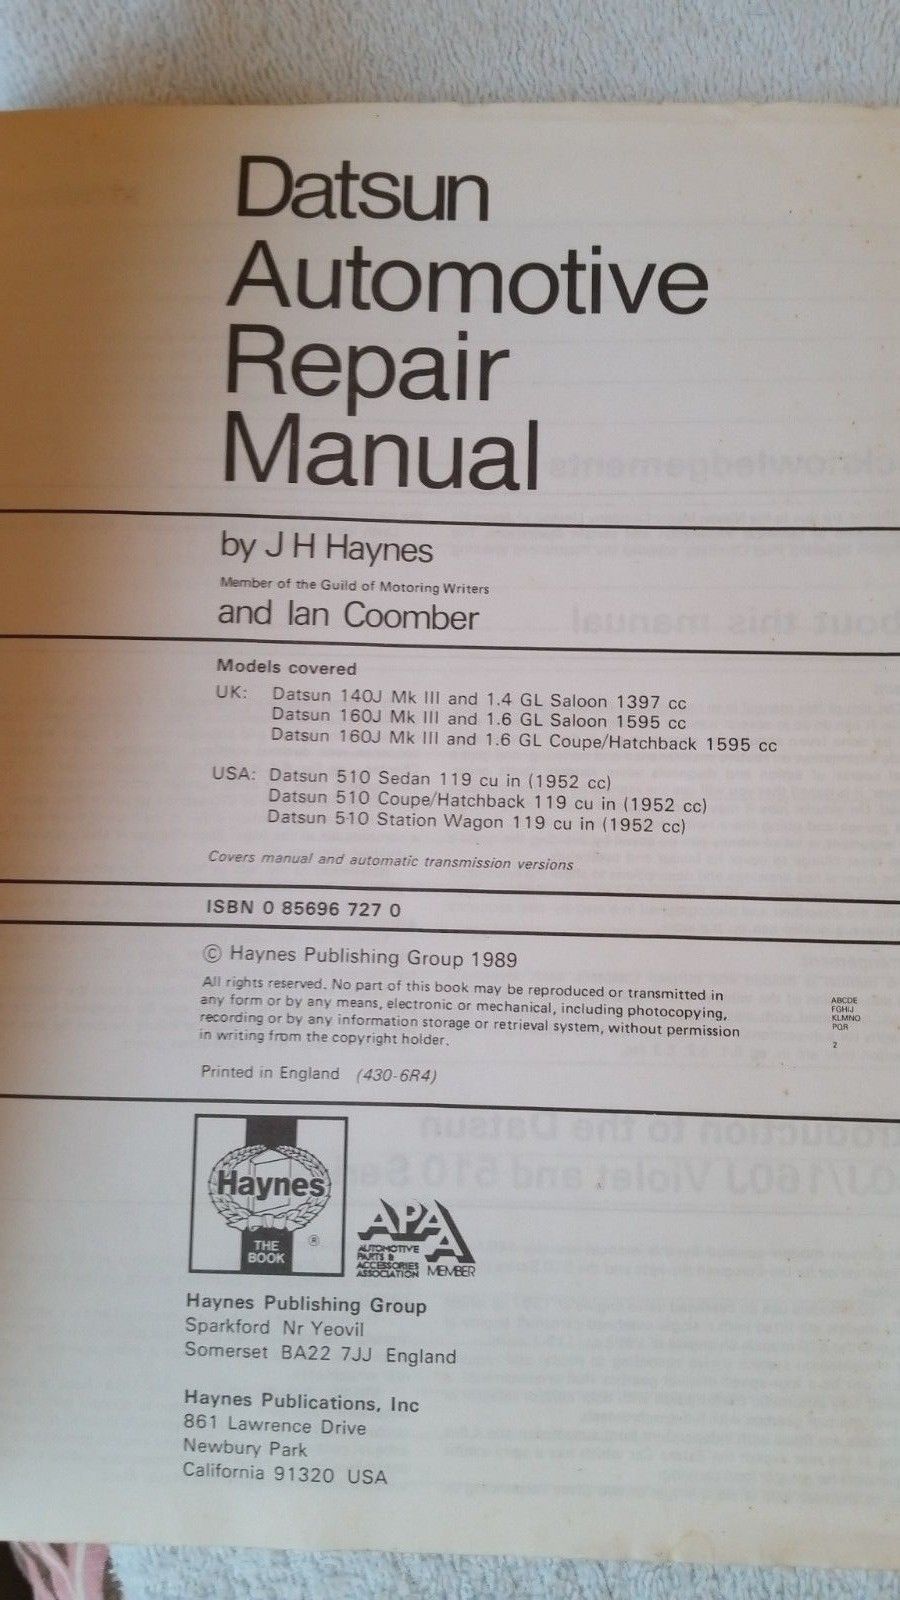 Datsun
Automotive
Repair
Manual
by J H Haynes
Member of the Guild of Motoring Writers
and Ian Coomber
Models covered
UK: Datsun 140J Mk III and 1.4 GL Saloon 1397 cc
Datsun 160J Mk III and 1.6 GL Saloon 1595 cc
Datsun 160J Mk III and 1.6 GL Coupe/Hatchback 1595 cc
USA: Datsun 510 Sedan 119 cu in (1952 cc)
Datsun 510 Coupe/Hatchback 119 cu in (1952 cc)
Datsun 510 Station Wagon 119 cu in (1952 cc)
Covers manual and automatic transmission versions
ISBN 0 85696 727 0
© Haynes Publishing Group 1989
All rights reserved. No part of this book may be reproduced or transmitted in
any form or by any means, electronic or mechanical, including photocopying,
recording or by any information storage or retrieval system, without permission
in writing from the copyright holder.
ABCDE
FGHIJ
KLMNO
PQR
2
Printed in England (430-6R4)
Haynes
THE
BOOK
®
APAA
AUTOMOTIVE
PARTS &
ACCESSORIES
ASSOCIATION MEMBER
Haynes Publishing Group
Sparkford Nr Yeovil
Somerset BA22 7JJ England
Haynes Publications, Inc
861 Lawrence Drive
Newbury Park
California 91320 USA